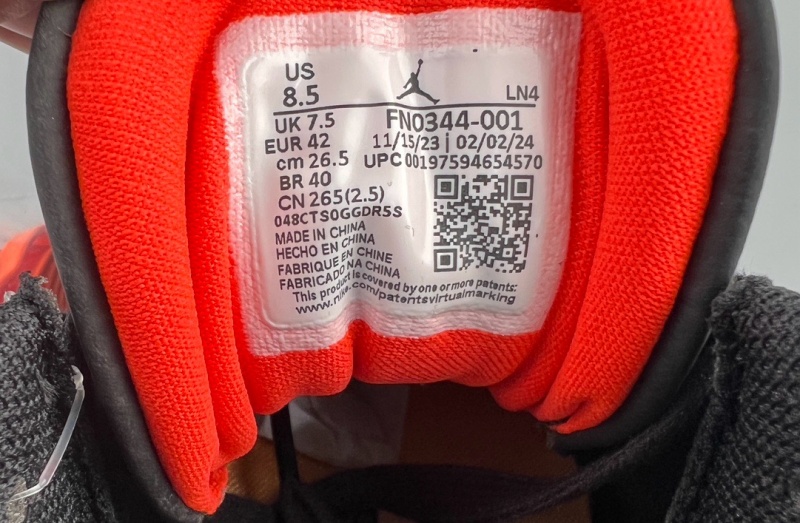 US
8.5
LN4
UK 7.5
FN0344-001
EUR 42
11/15/23 | 02/02/24
cm 26.5
UPC 00197594654570
BR 40
CN 265(2.5)
048CTSOGGDR5S
MADE IN CHINA
HECHO EN CHINA
FABRIQUE EN CHINE
FABRICADO NA CHINA
This product is covered by one or more patents:
www.nike.com/patentsvirtualmarking